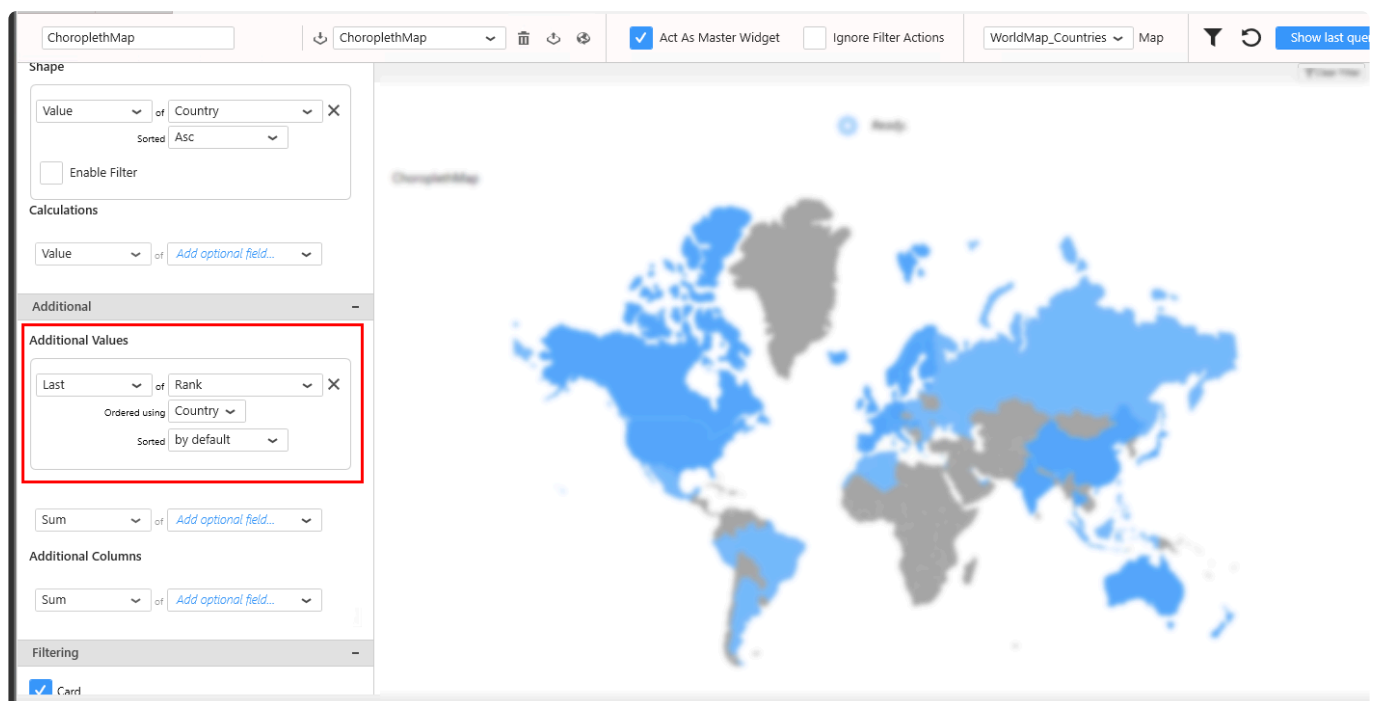 ChoroplethMap ChoroplethMap Act As Master Widget Ignore Filter Actions WorldMap_Countries Map Show last que
Shape
Value of Country
Sorted Asc
Enable Filter
Calculations
Value of Add optional field...
Additional
Additional Values
Last of Rank
Ordered using Country
Sorted by default
Sum of Add optional field...
Additional Columns
Sum of Add optional field...
Filtering
Card
Ready
ChoroplethMap